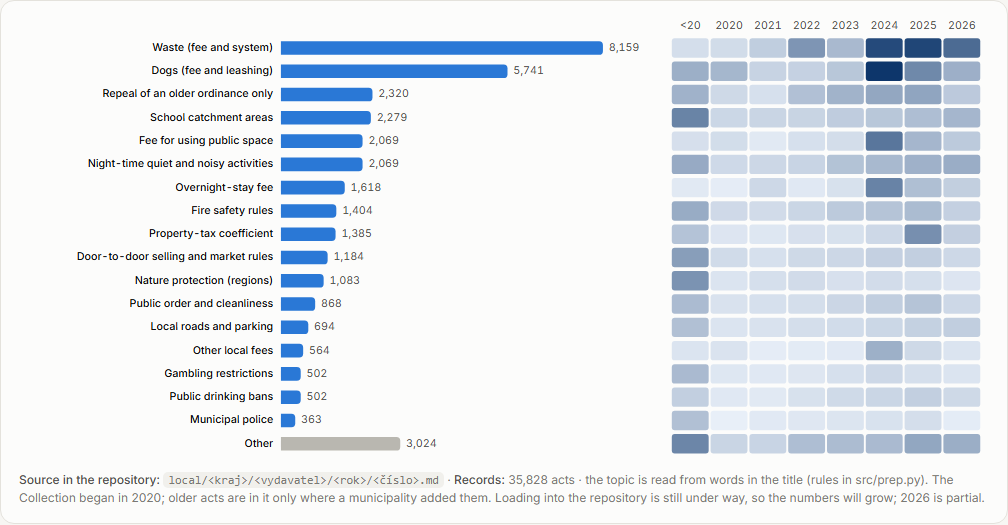 <20 2020 2021 2022 2023 2024 2025 2026
Waste (fee and system) 8,159
Dogs (fee and leashing) 5,741
Repeal of an older ordinance only 2,320
School catchment areas 2,279
Fee for using public space 2,069
Night-time quiet and noisy activities 2,069
Overnight-stay fee 1,618
Fire safety rules 1,404
Property-tax coefficient 1,385
Door-to-door selling and market rules 1,184
Nature protection (regions) 1,083
Public order and cleanliness 868
Local roads and parking 694
Other local fees 564
Gambling restrictions 502
Public drinking bans 502
Municipal police 363
Other 3,024
Source in the repository: local/<kraj>/<vydavatel>/<rok>/<číslo>.md · Records: 35,828 acts · the topic is read from words in the title (rules in src/prep.py). The
Collection began in 2020; older acts are in it only where a municipality added them. Loading into the repository is still under way, so the numbers will grow; 2026 is partial.